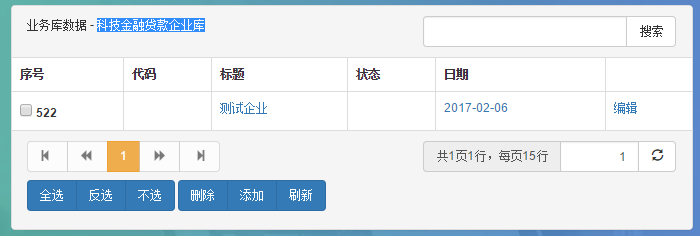 业务库数据 - 科技金融贷款企业库 搜索
序号 代码 标题 状态 日期
522 测试企业 2017-02-06 编辑
1 共1页1行，每页15行 1
全选 反选 不选 删除 添加 刷新